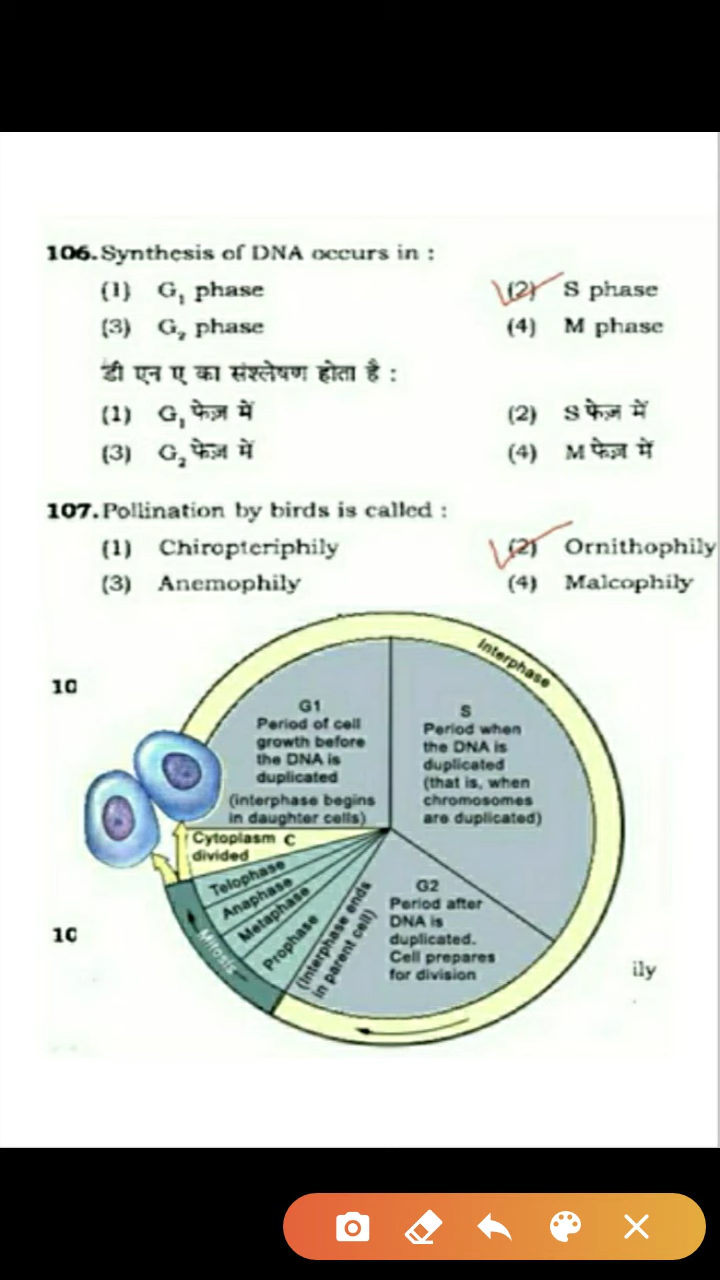 106. Synthesis of DNA occurs in :
(1) G₁ phase (2) S phase
(3) G₂ phase (4) M phase
डी एन ए का संश्लेषण होता है :
(1) G₁ फेज़ में (2) S फेज़ में
(3) G₂ फेज़ में (4) M फेज़ में
107. Pollination by birds is called :
(1) Chiropteriphily (2) Ornithophily
(3) Anemophily (4) Malcophily
10
Interphase
G1
Period of cell
growth before
the DNA is
duplicated
(interphase begins
in daughter cells)
S
Period when
the DNA is
duplicated
(that is, when
chromosomes
are duplicated)
Cytoplasm C
divided
Telophase
Anaphase
Metaphase
Prophase
Mitosis
(Interphase ends
in parent cell)
G2
Period after
DNA is
duplicated.
Cell prepares
for division
10
ily